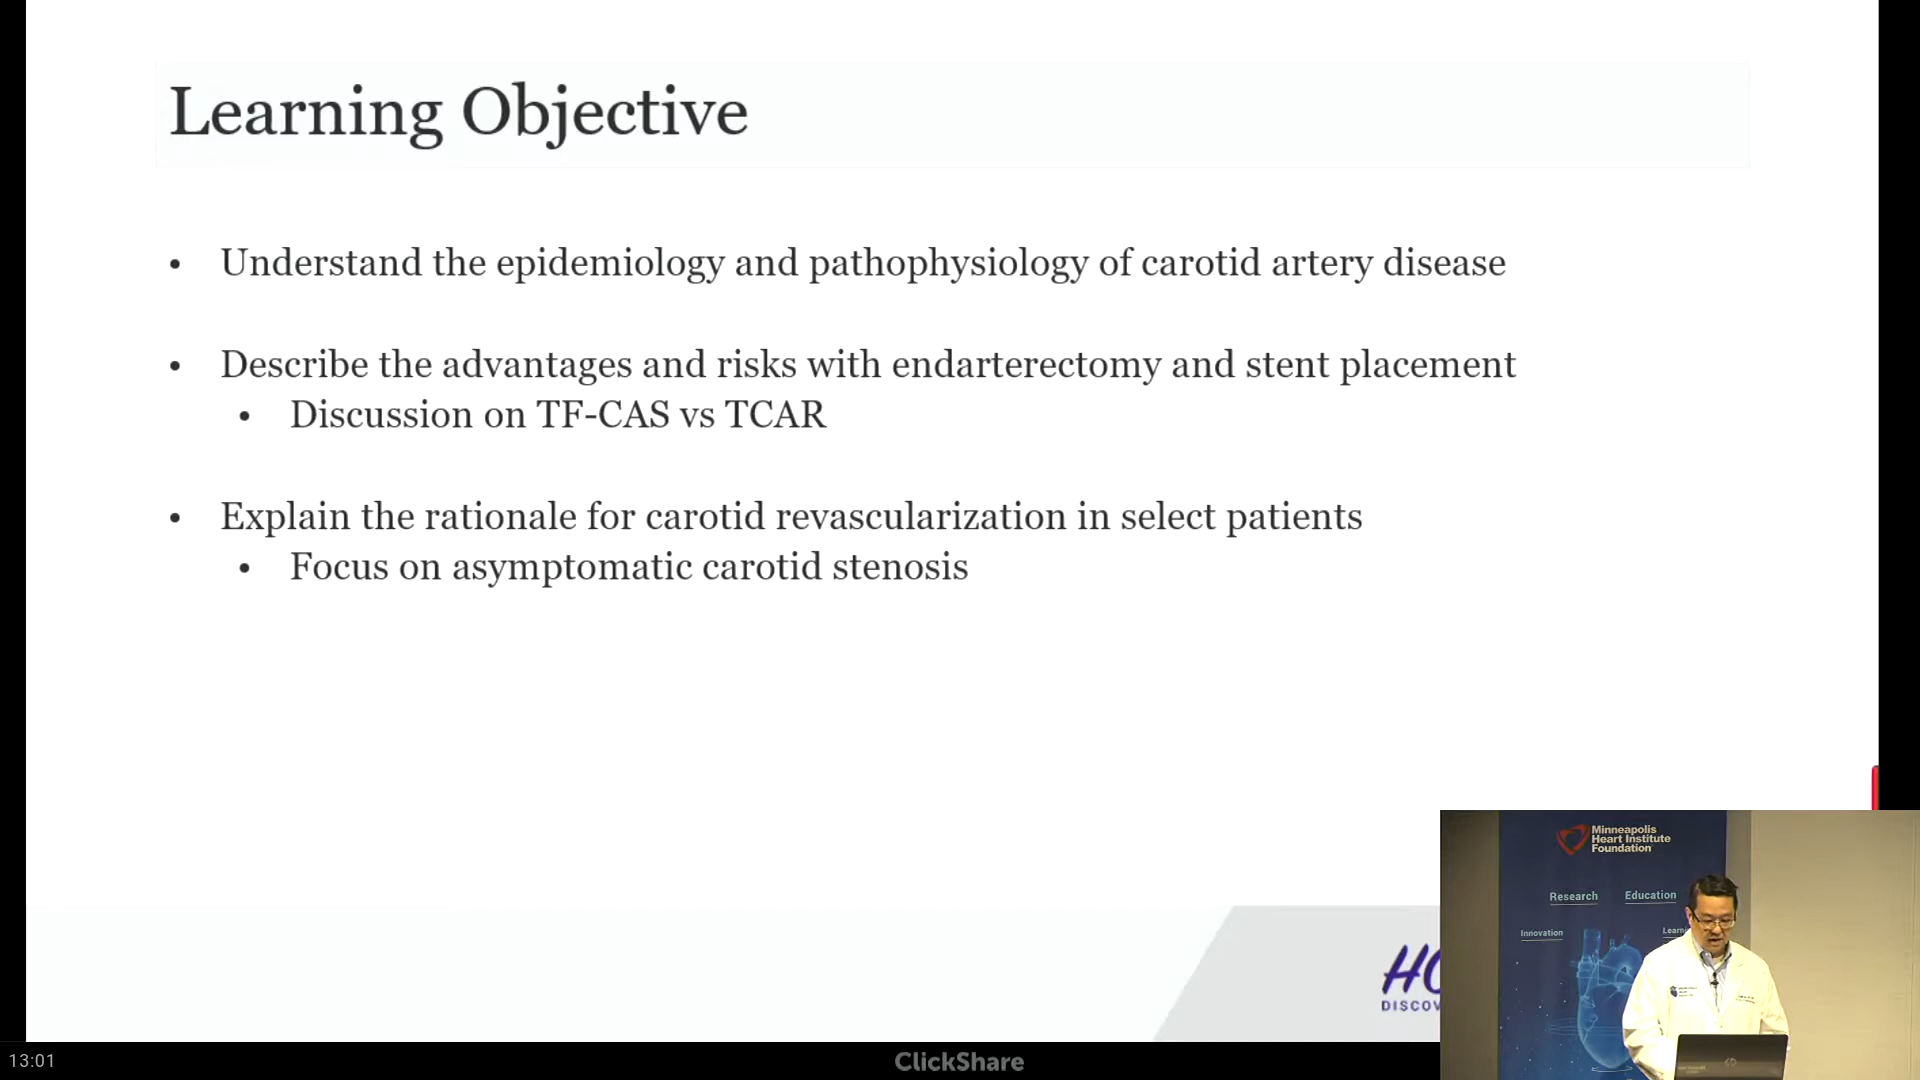 Learning Objective
• Understand the epidemiology and pathophysiology of carotid artery disease
• Describe the advantages and risks with endarterectomy and stent placement
• Discussion on TF-CAS vs TCAR
• Explain the rationale for carotid revascularization in select patients
• Focus on asymptomatic carotid stenosis
Minneapolis
Heart Institute
Foundation
Research Education
Innovation Learni
HO
DISCOV
13:01
ClickShare